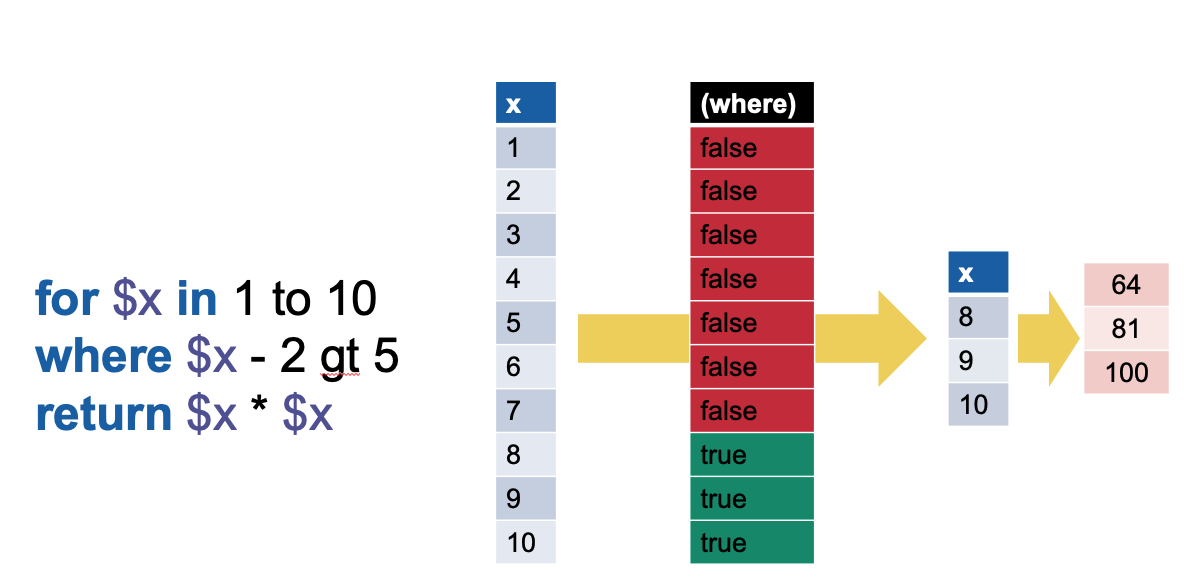 for $x in 1 to 10
where $x - 2 gt 5
return $x * $x
x
1
2
3
4
5
6
7
8
9
10
(where)
false
false
false
false
false
false
false
true
true
true
x
8
9
10
64
81
100